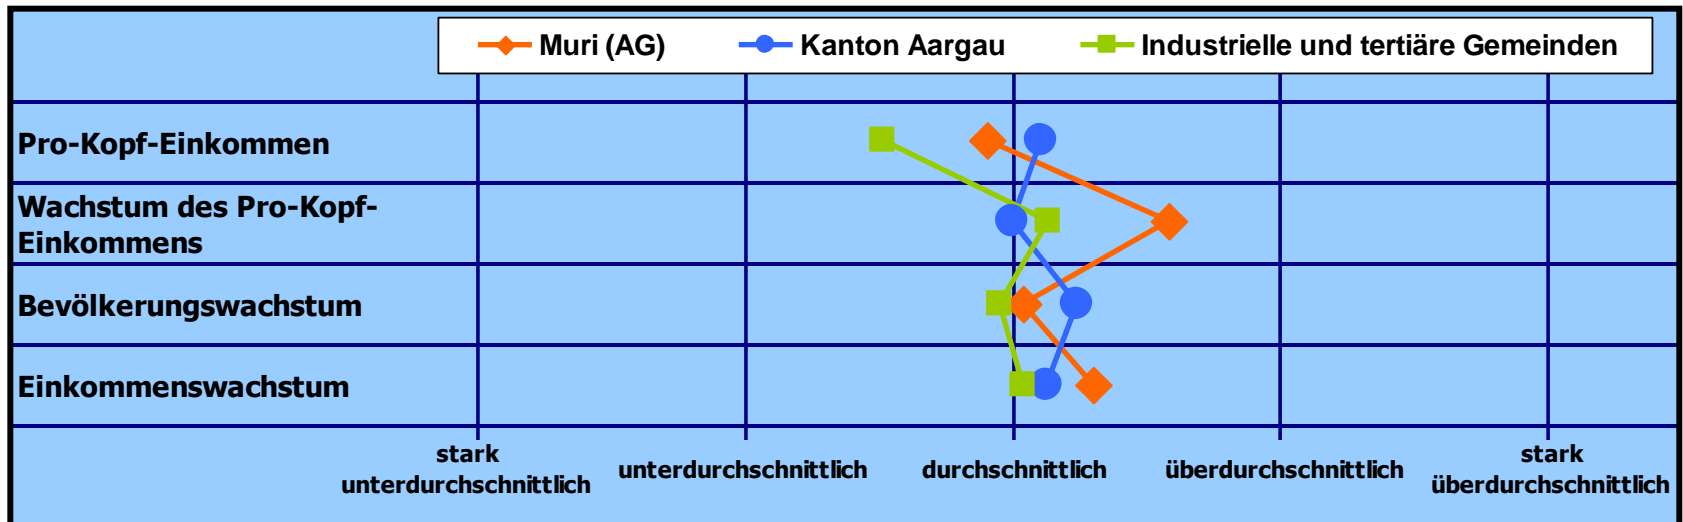 Muri (AG) Kanton Aargau Industrielle und tertiäre Gemeinden
Pro-Kopf-Einkommen
Wachstum des Pro-Kopf-
Einkommens
Bevölkerungswachstum
Einkommenswachstum
stark
unterdurchschnittlich
unterdurchschnittlich
durchschnittlich
überdurchschnittlich
stark
überdurchschnittlich